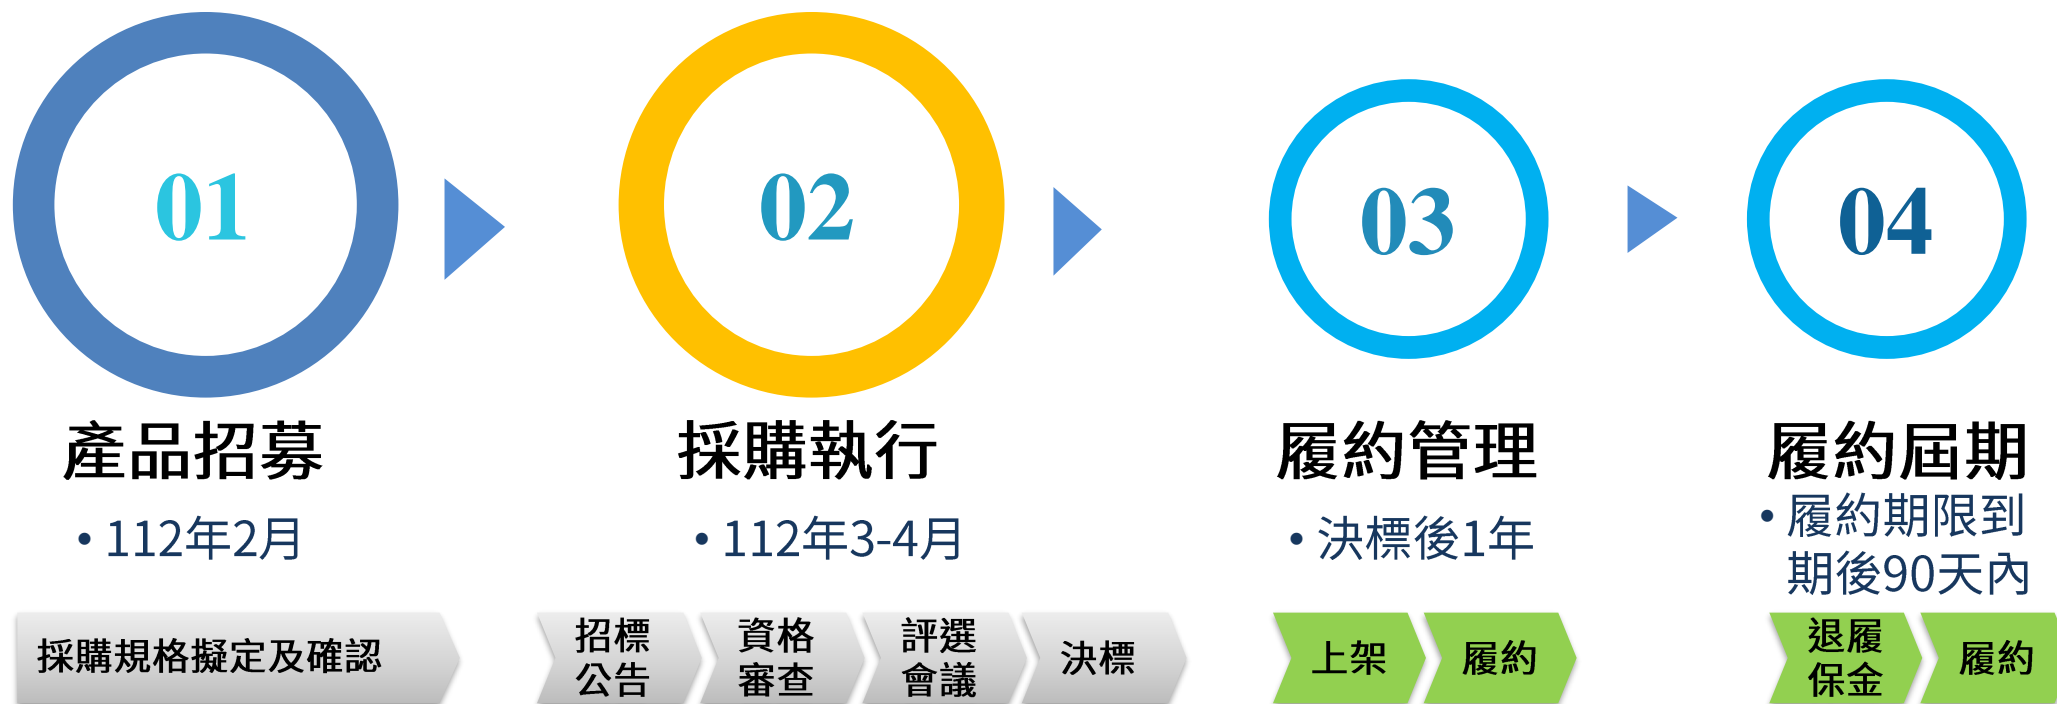 01
02
03
04
產品招募
• 112年2月
採購規格擬定及確認
採購執行
• 112年3-4月
招標
公告
資格
審查
評選
會議
決標
履約管理
• 決標後1年
上架
履約
履約屆期
• 履約期限到
期後90天內
退履
保金
履約